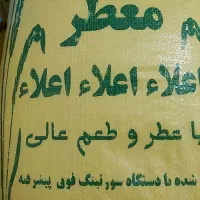 م معطر م
اعلاء اعلاء اعلاء
با عطر و طعم عالی
شده با دستگاه سورتینگ فوق پیشرفته